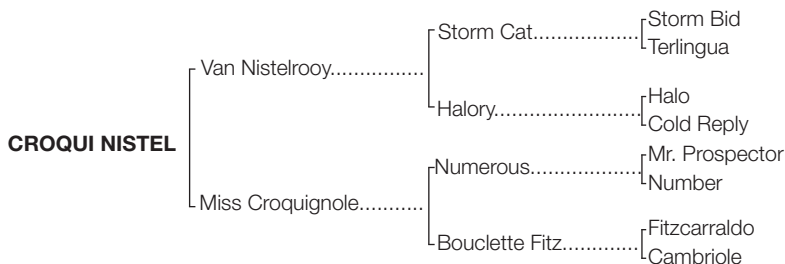 Storm Bid
Storm Cat..................
Terlingua
Van Nistelrooy................
Halo
Halory.........................
Cold Reply
CROQUI NISTEL
Mr. Prospector
Numerous...................
Number
Miss Croquignole...........
Fitzcarraldo
Bouclette Fitz.............
Cambriole